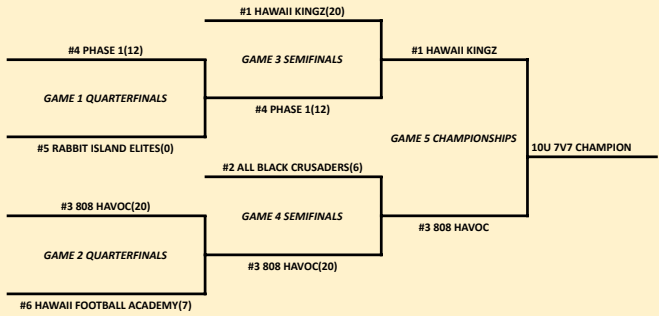 #1 HAWAII KINGZ(20)
#4 PHASE 1(12)
GAME 3 SEMIFINALS
#1 HAWAII KINGZ
GAME 1 QUARTERFINALS
#4 PHASE 1(12)
#5 RABBIT ISLAND ELITES(0)
GAME 5 CHAMPIONSHIPS
10U 7V7 CHAMPION
#2 ALL BLACK CRUSADERS(6)
#3 808 HAVOC(20)
GAME 4 SEMIFINALS
#3 808 HAVOC
GAME 2 QUARTERFINALS
#3 808 HAVOC(20)
#6 HAWAII FOOTBALL ACADEMY(7)